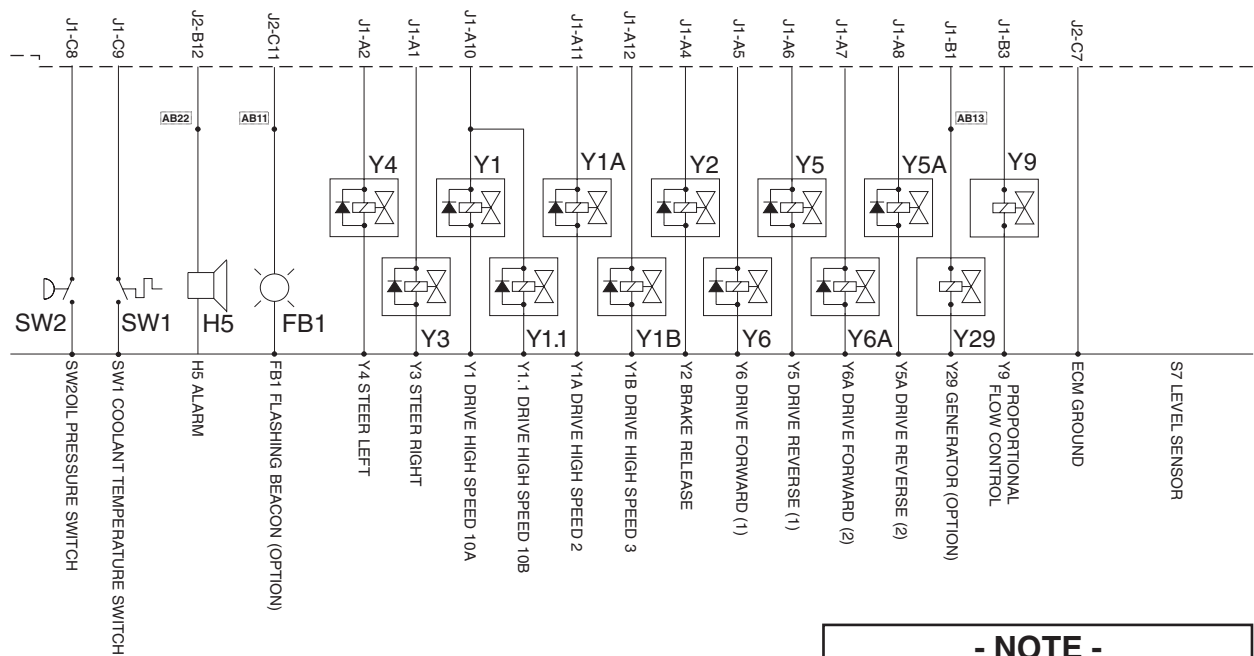 J1-C8
J1-C9
J2-B12
J2-C11
J1-A2
J1-A1
J1-A10
J1-A11
J1-A12
J1-A4
J1-A5
J1-A6
J1-A7
J1-A8
J1-B1
J1-B3
J2-C7
AB22
AB11
AB13
Y4
Y1
Y1A
Y2
Y5
Y5A
Y9
SW2
SW1
H5
FB1
Y3
Y1.1
Y1B
Y6
Y6A
Y29
SW2OIL PRESSURE SWITCH
SW1 COOLANT TEMPERATURE SWITCH
H5 ALARM
FB1 FLASHING BEACON (OPTION)
Y4 STEER LEFT
Y3 STEER RIGHT
Y1 DRIVE HIGH SPEED 10A
Y1.1 DRIVE HIGH SPEED 10B
Y1A DRIVE HIGH SPEED 2
Y1B DRIVE HIGH SPEED 3
Y2 BRAKE RELEASE
Y6 DRIVE FORWARD (1)
Y5 DRIVE REVERSE (1)
Y6A DRIVE FORWARD (2)
Y5A DRIVE REVERSE (2)
Y29 GENERATOR (OPTION)
Y9 PROPORTIONAL
FLOW CONTROL
ECM GROUND
S7 LEVEL SENSOR
- NOTE -